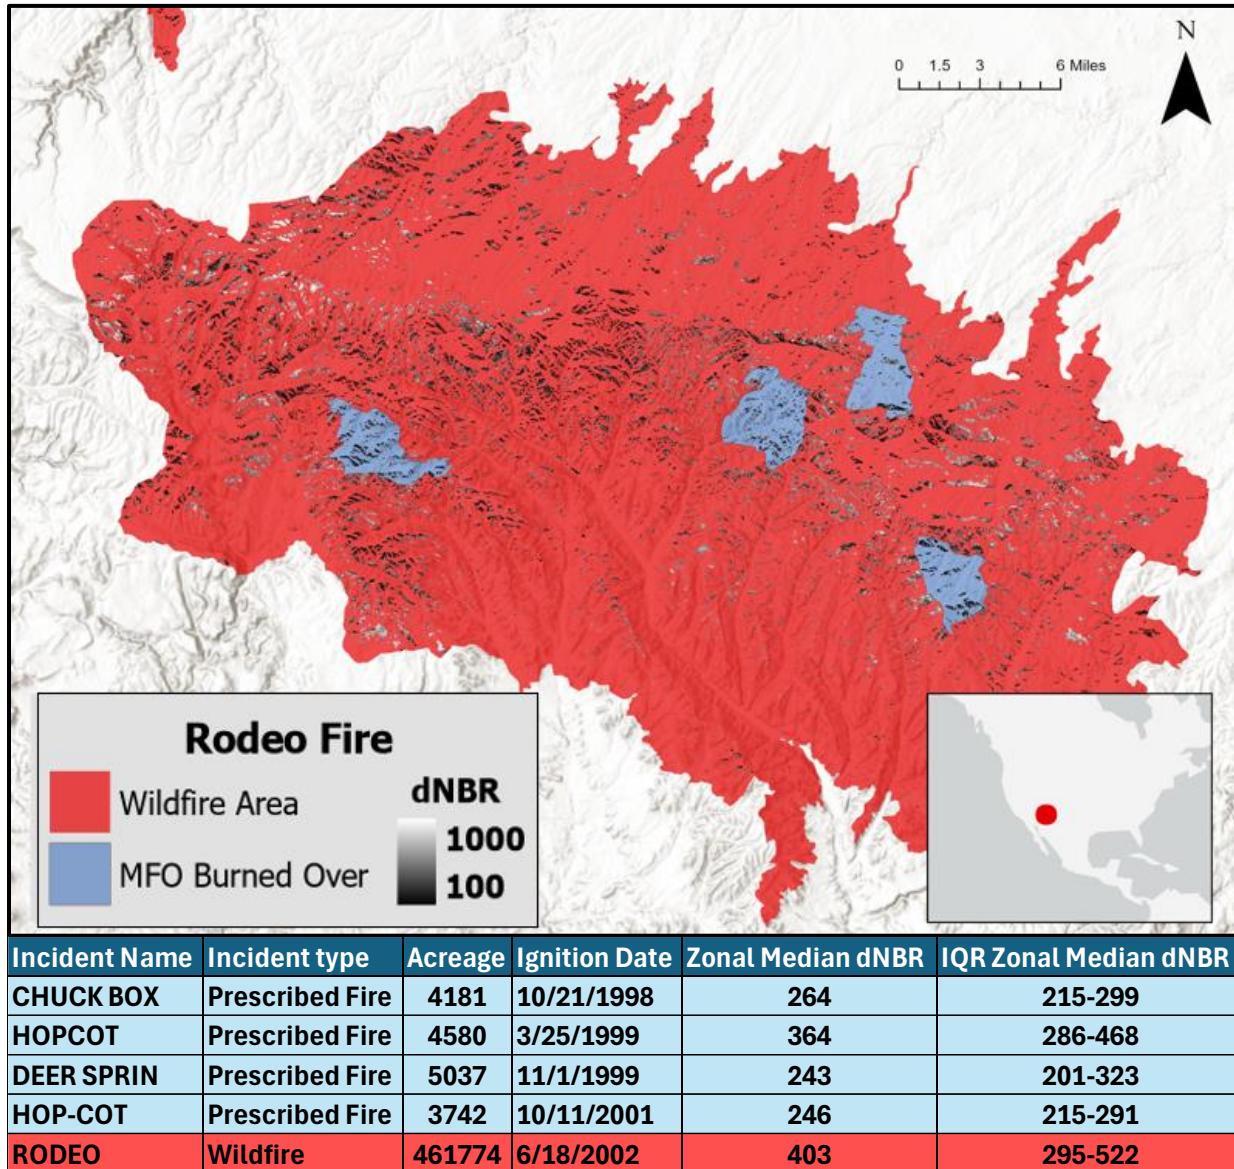 N
0 1.5 3 6 Miles
Rodeo Fire
Wildfire Area
MFO Burned Over
dNBR
1000
100
Incident Name Incident type Acreage Ignition Date Zonal Median dNBR IQR Zonal Median dNBR
CHUCK BOX Prescribed Fire 4181 10/21/1998 264 215-299
HOPCOT Prescribed Fire 4580 3/25/1999 364 286-468
DEER SPRIN Prescribed Fire 5037 11/1/1999 243 201-323
HOP-COT Prescribed Fire 3742 10/11/2001 246 215-291
RODEO Wildfire 461774 6/18/2002 403 295-522